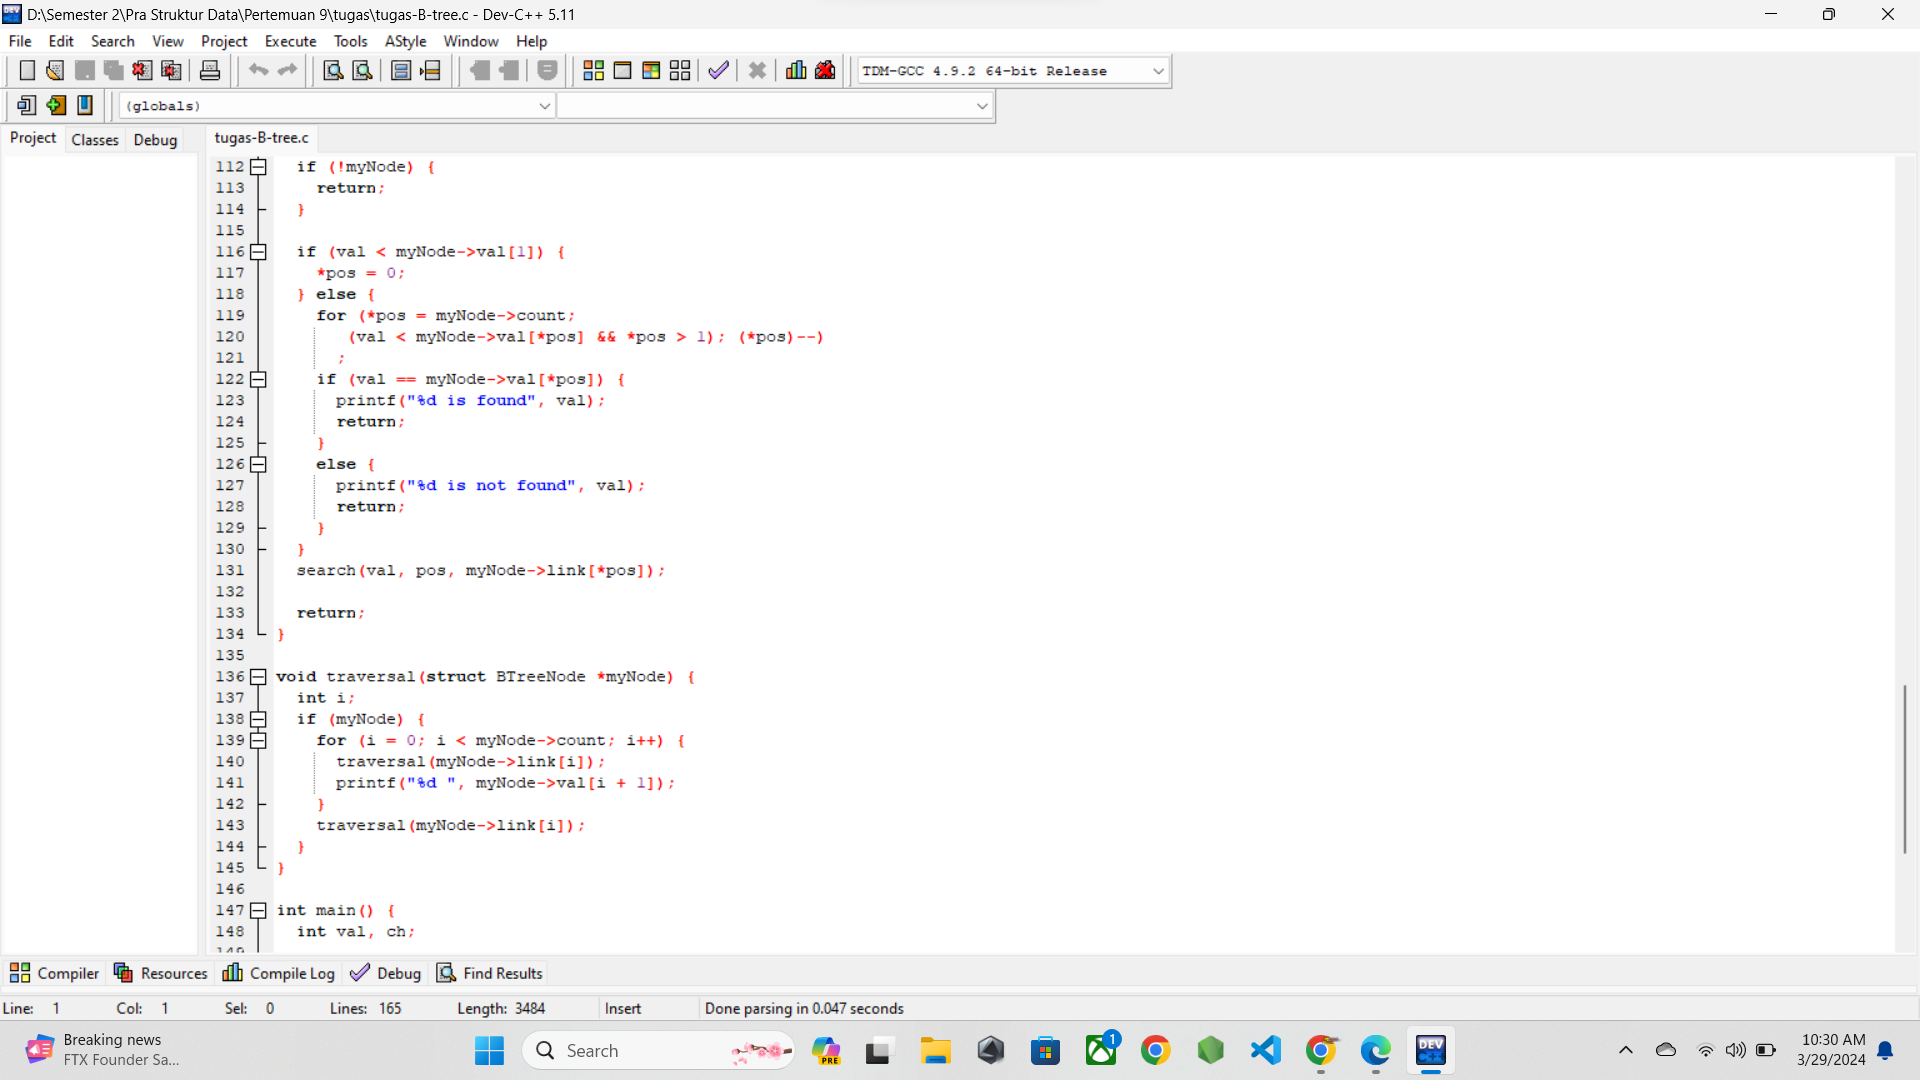 D:\Semester 2\Pra Struktur Data\Pertemuan 9\tugas\tugas-B-tree.c - Dev-C++ 5.11
File Edit Search View Project Execute Tools AStyle Window Help
TDM-GCC 4.9.2 64-bit Release
(globals)
Project Classes Debug tugas-B-tree.c
112 if (!myNode) {
113 return;
114 }
115
116 if (val < myNode->val[1]) {
117 *pos = 0;
118 } else {
119 for (*pos = myNode->count;
120 (val < myNode->val[*pos] && *pos > 1); (*pos)--)
121 ;
122 if (val == myNode->val[*pos]) {
123 printf("%d is found", val);
124 return;
125 }
126 else {
127 printf("%d is not found", val);
128 return;
129 }
130 }
131 search(val, pos, myNode->link[*pos]);
132
133 return;
134 }
135
136 void traversal(struct BTreeNode *myNode) {
137 int i;
138 if (myNode) {
139 for (i = 0; i < myNode->count; i++) {
140 traversal(myNode->link[i]);
141 printf("%d ", myNode->val[i + 1]);
142 }
143 traversal(myNode->link[i]);
144 }
145 }
146
147 int main() {
148 int val, ch;
149
Compiler Resources Compile Log Debug Find Results
Line: 1 Col: 1 Sel: 0 Lines: 165 Length: 3484 Insert Done parsing in 0.047 seconds
Breaking news
FTX Founder Sa...
Search
PRE
1
DEV C++
10:30 AM
3/29/2024